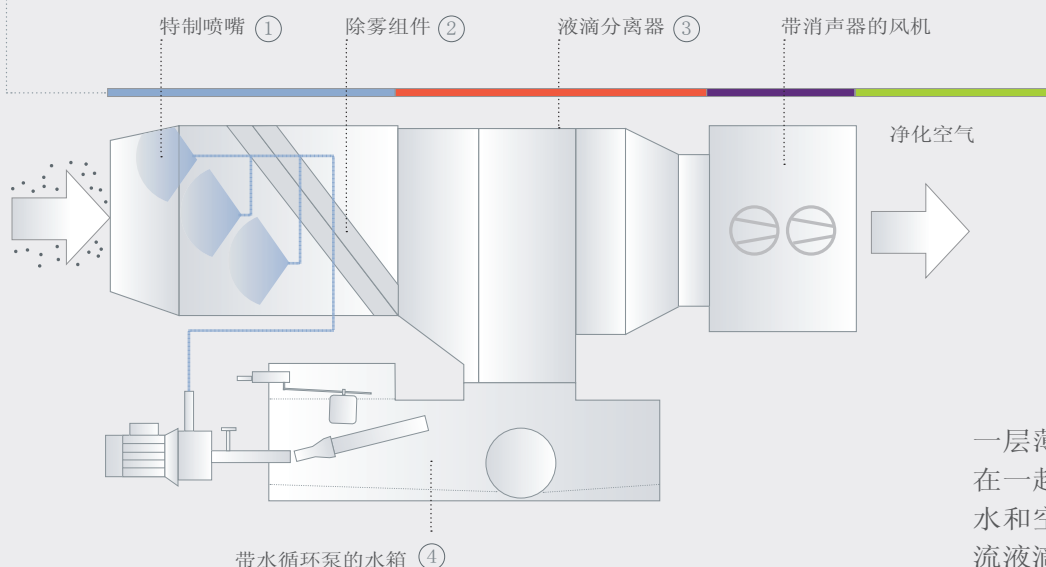 特制喷嘴 ①
除雾组件 ②
液滴分离器 ③
带消声器的风机
净化空气
一层薄
在一起
水和空
流液滴
带水循环泵的水箱 ④